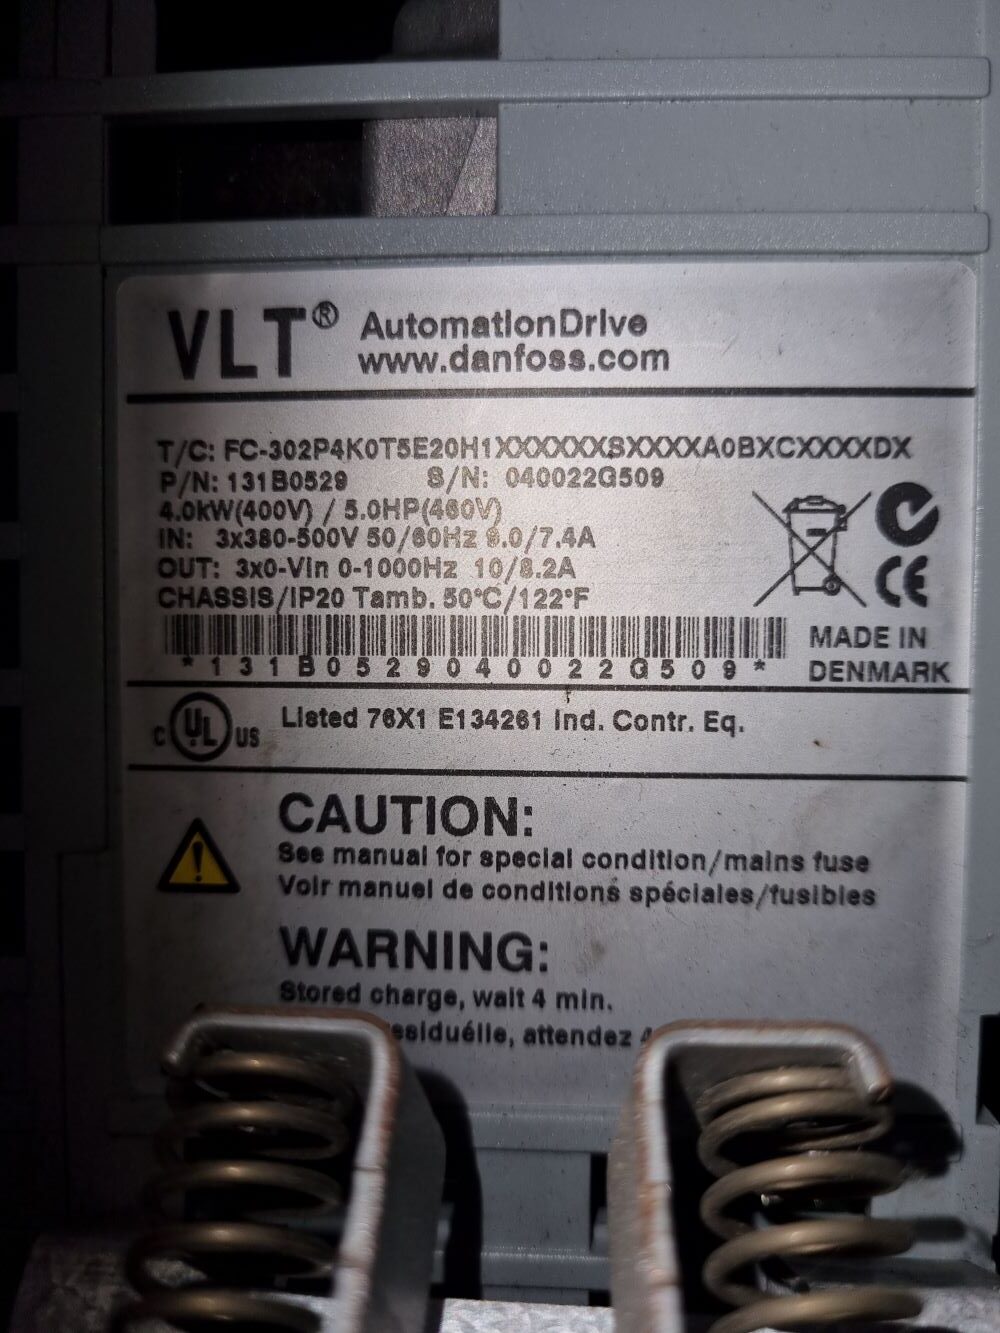 VLT® AutomationDrive
www.danfoss.com
T/C: FC-302P4K0T5E20H1XXXXXXSXXXXA0BXCXXXXDX
P/N: 131B0529 S/N: 040022G509
4.0kW(400V) / 5.0HP(460V)
IN: 3x380-500V 50/60Hz 9.0/7.4A
OUT: 3x0-Vin 0-1000Hz 10/8.2A
CHASSIS/IP20 Tamb. 50°C/122°F
*131B0529040022G509*
MADE IN
DENMARK
CE
C UL US Listed 76X1 E134261 Ind. Contr. Eq.
CAUTION:
See manual for special condition/mains fuse
Voir manuel de conditions spéciales/fusibles
WARNING:
Stored charge, wait 4 min.
attendez